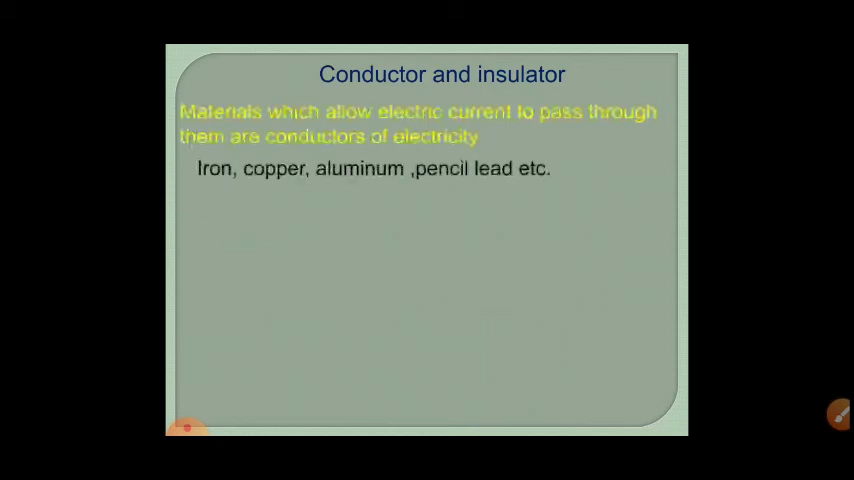 Conductor and insulator
Materials which allow electric current to pass through
them are conductors of electricity
Iron, copper, aluminum ,pencil lead etc.